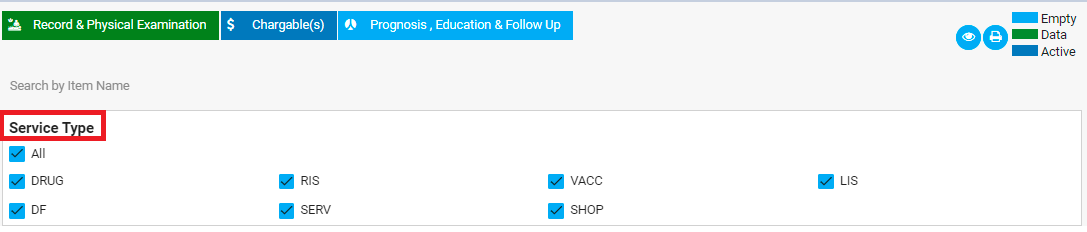 Record & Physical Examination
$ Chargable(s)
Prognosis , Education & Follow Up
Empty
Data
Active
Search by Item Name
Service Type
All
DRUG RIS VACC LIS
DF SERV SHOP